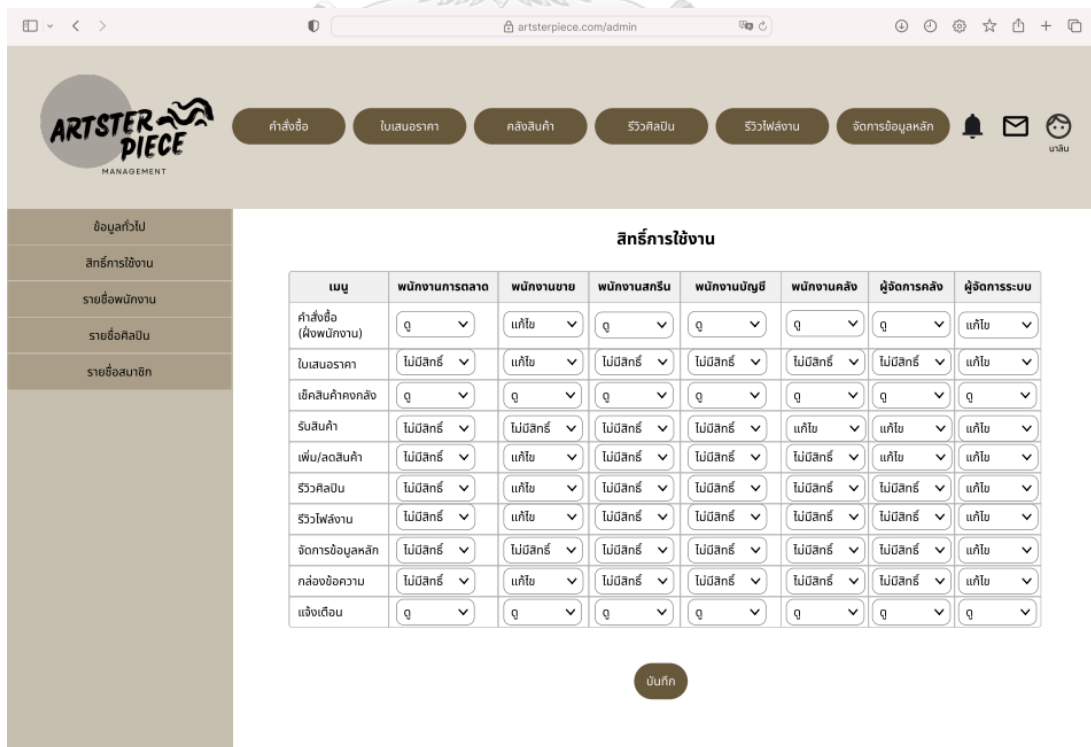 artsterpiece.com/admin
ARTSTER
PIECE
MANAGEMENT
คำสั่งซื้อ ใบเสนอราคา คลังสินค้า รีวิวศิลปิน รีวิวไฟล์งาน จัดการข้อมูลหลัก
นาลิน
ข้อมูลทั่วไป
สิทธิ์การใช้งาน
รายชื่อพนักงาน
รายชื่อศิลปิน
รายชื่อสมาชิก
สิทธิ์การใช้งาน
เมนู พนักงานการตลาด พนักงานขาย พนักงานสกรีน พนักงานบัญชี พนักงานคลัง ผู้จัดการคลัง ผู้จัดการระบบ
คำสั่งซื้อ
(ฝั่งพนักงาน) ดู แก้ไข ดู ดู ดู ดู แก้ไข
ใบเสนอราคา ไม่มีสิทธิ์ แก้ไข ไม่มีสิทธิ์ ไม่มีสิทธิ์ ไม่มีสิทธิ์ ไม่มีสิทธิ์ แก้ไข
เช็คสินค้าคงคลัง ดู ดู ดู ดู ดู ดู ดู
รับสินค้า ไม่มีสิทธิ์ ไม่มีสิทธิ์ ไม่มีสิทธิ์ ไม่มีสิทธิ์ แก้ไข แก้ไข แก้ไข
เพิ่ม/ลดสินค้า ไม่มีสิทธิ์ แก้ไข ไม่มีสิทธิ์ ไม่มีสิทธิ์ ไม่มีสิทธิ์ แก้ไข แก้ไข
รีวิวศิลปิน ไม่มีสิทธิ์ แก้ไข ไม่มีสิทธิ์ ไม่มีสิทธิ์ ไม่มีสิทธิ์ ไม่มีสิทธิ์ แก้ไข
รีวิวไฟล์งาน ไม่มีสิทธิ์ แก้ไข ไม่มีสิทธิ์ ไม่มีสิทธิ์ ไม่มีสิทธิ์ ไม่มีสิทธิ์ แก้ไข
จัดการข้อมูลหลัก ไม่มีสิทธิ์ ไม่มีสิทธิ์ ไม่มีสิทธิ์ ไม่มีสิทธิ์ ไม่มีสิทธิ์ ไม่มีสิทธิ์ แก้ไข
กล่องข้อความ ไม่มีสิทธิ์ แก้ไข ไม่มีสิทธิ์ ไม่มีสิทธิ์ ไม่มีสิทธิ์ ไม่มีสิทธิ์ แก้ไข
แจ้งเตือน ดู ดู ดู ดู ดู ดู ดู
บันทึก